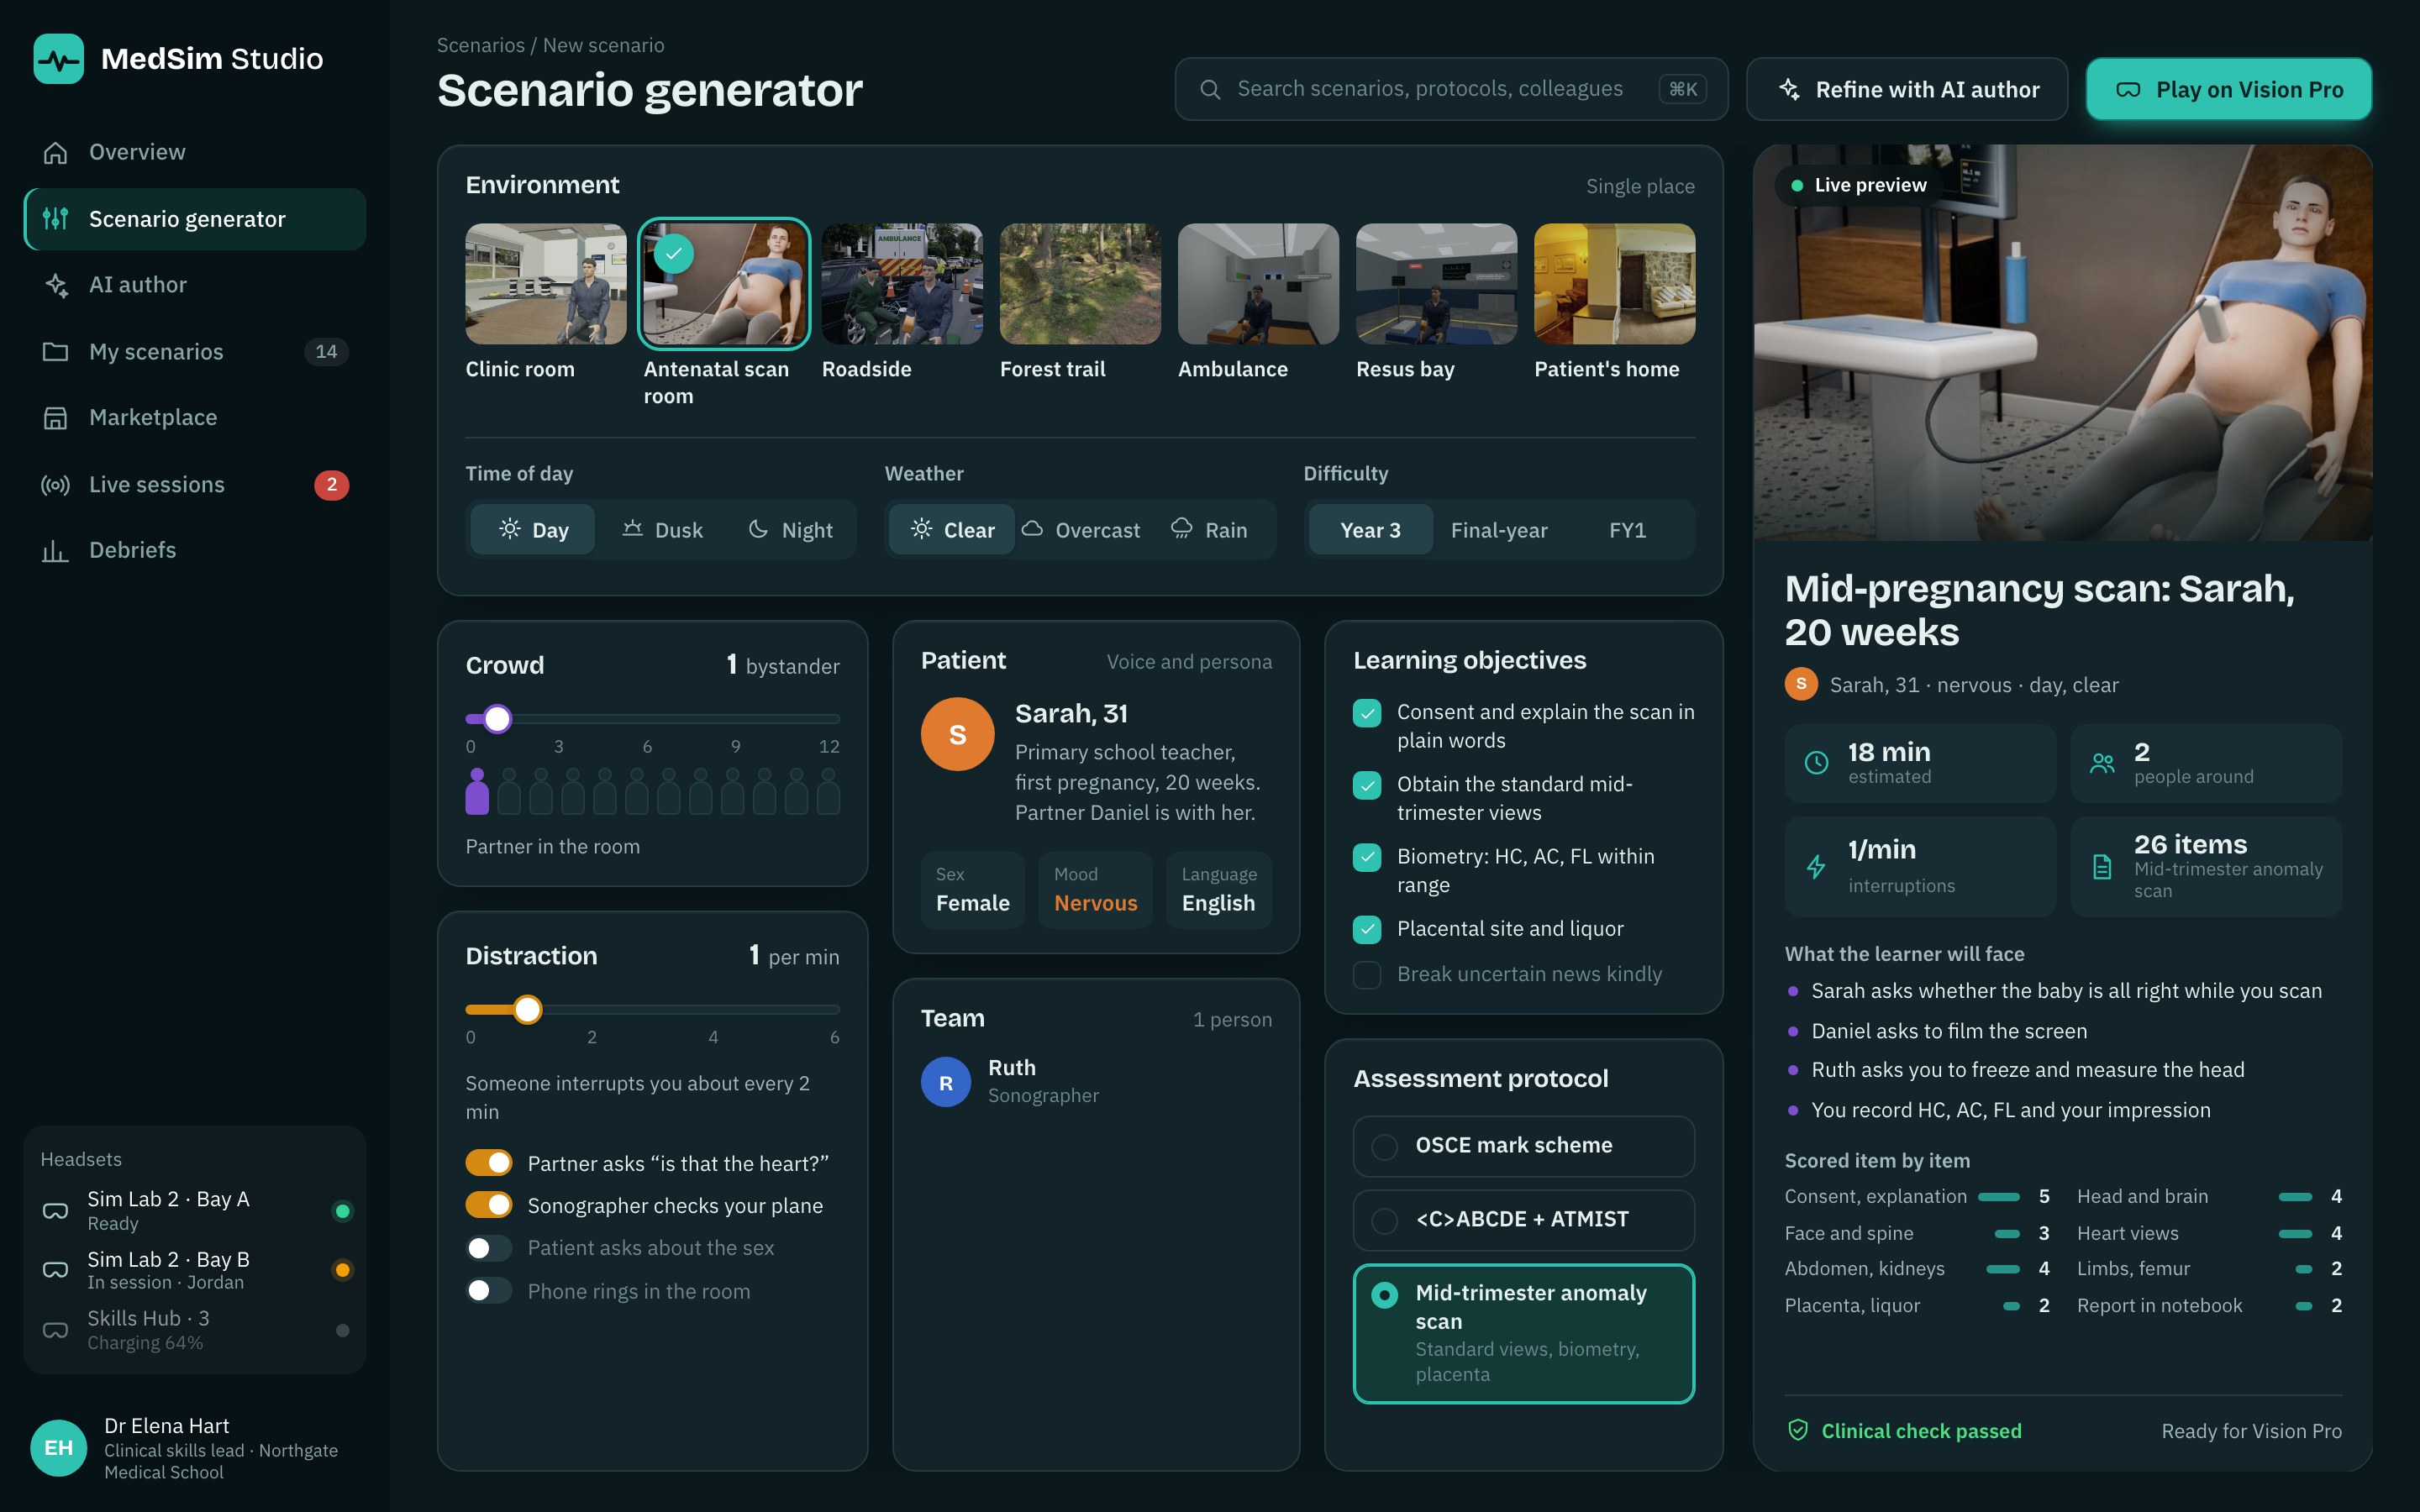 MedSim Studio
Overview
Scenario generator
AI author
My scenarios 14
Marketplace
Live sessions 2
Debriefs
Headsets
Sim Lab 2 · Bay A
Ready
Sim Lab 2 · Bay B
In session · Jordan
Skills Hub · 3
Charging 64%
EH
Dr Elena Hart
Clinical skills lead · Northgate
Medical School
Scenarios / New scenario
Scenario generator
Search scenarios, protocols, colleagues ⌘K
Refine with AI author
Play on Vision Pro
Environment
Single place
AMBULANCE
Clinic room
Antenatal scan
room
Roadside
Forest trail
Ambulance
Resus bay
Patient's home
Time of day
Day Dusk Night
Weather
Clear Overcast Rain
Difficulty
Year 3 Final-year FY1
Crowd
1 bystander
0 3 6 9 12
Partner in the room
Distraction
1 per min
0 2 4 6
Someone interrupts you about every 2
min
Partner asks “is that the heart?”
Sonographer checks your plane
Patient asks about the sex
Phone rings in the room
Patient
Voice and persona
S
Sarah, 31
Primary school teacher,
first pregnancy, 20 weeks.
Partner Daniel is with her.
Sex
Female
Mood
Nervous
Language
English
Team
1 person
R
Ruth
Sonographer
Learning objectives
Consent and explain the scan in
plain words
Obtain the standard mid-
trimester views
Biometry: HC, AC, FL within
range
Placental site and liquor
Break uncertain news kindly
Assessment protocol
OSCE mark scheme
<C>ABCDE + ATMIST
Mid-trimester anomaly
scan
Standard views, biometry,
placenta
Live preview
Mid-pregnancy scan: Sarah,
20 weeks
S
Sarah, 31 · nervous · day, clear
18 min
estimated
2
people around
1/min
interruptions
26 items
Mid-trimester anomaly
scan
What the learner will face
Sarah asks whether the baby is all right while you scan
Daniel asks to film the screen
Ruth asks you to freeze and measure the head
You record HC, AC, FL and your impression
Scored item by item
Consent, explanation 5 Head and brain 4
Face and spine 3 Heart views 4
Abdomen, kidneys 4 Limbs, femur 2
Placenta, liquor 2 Report in notebook 2
Clinical check passed
Ready for Vision Pro